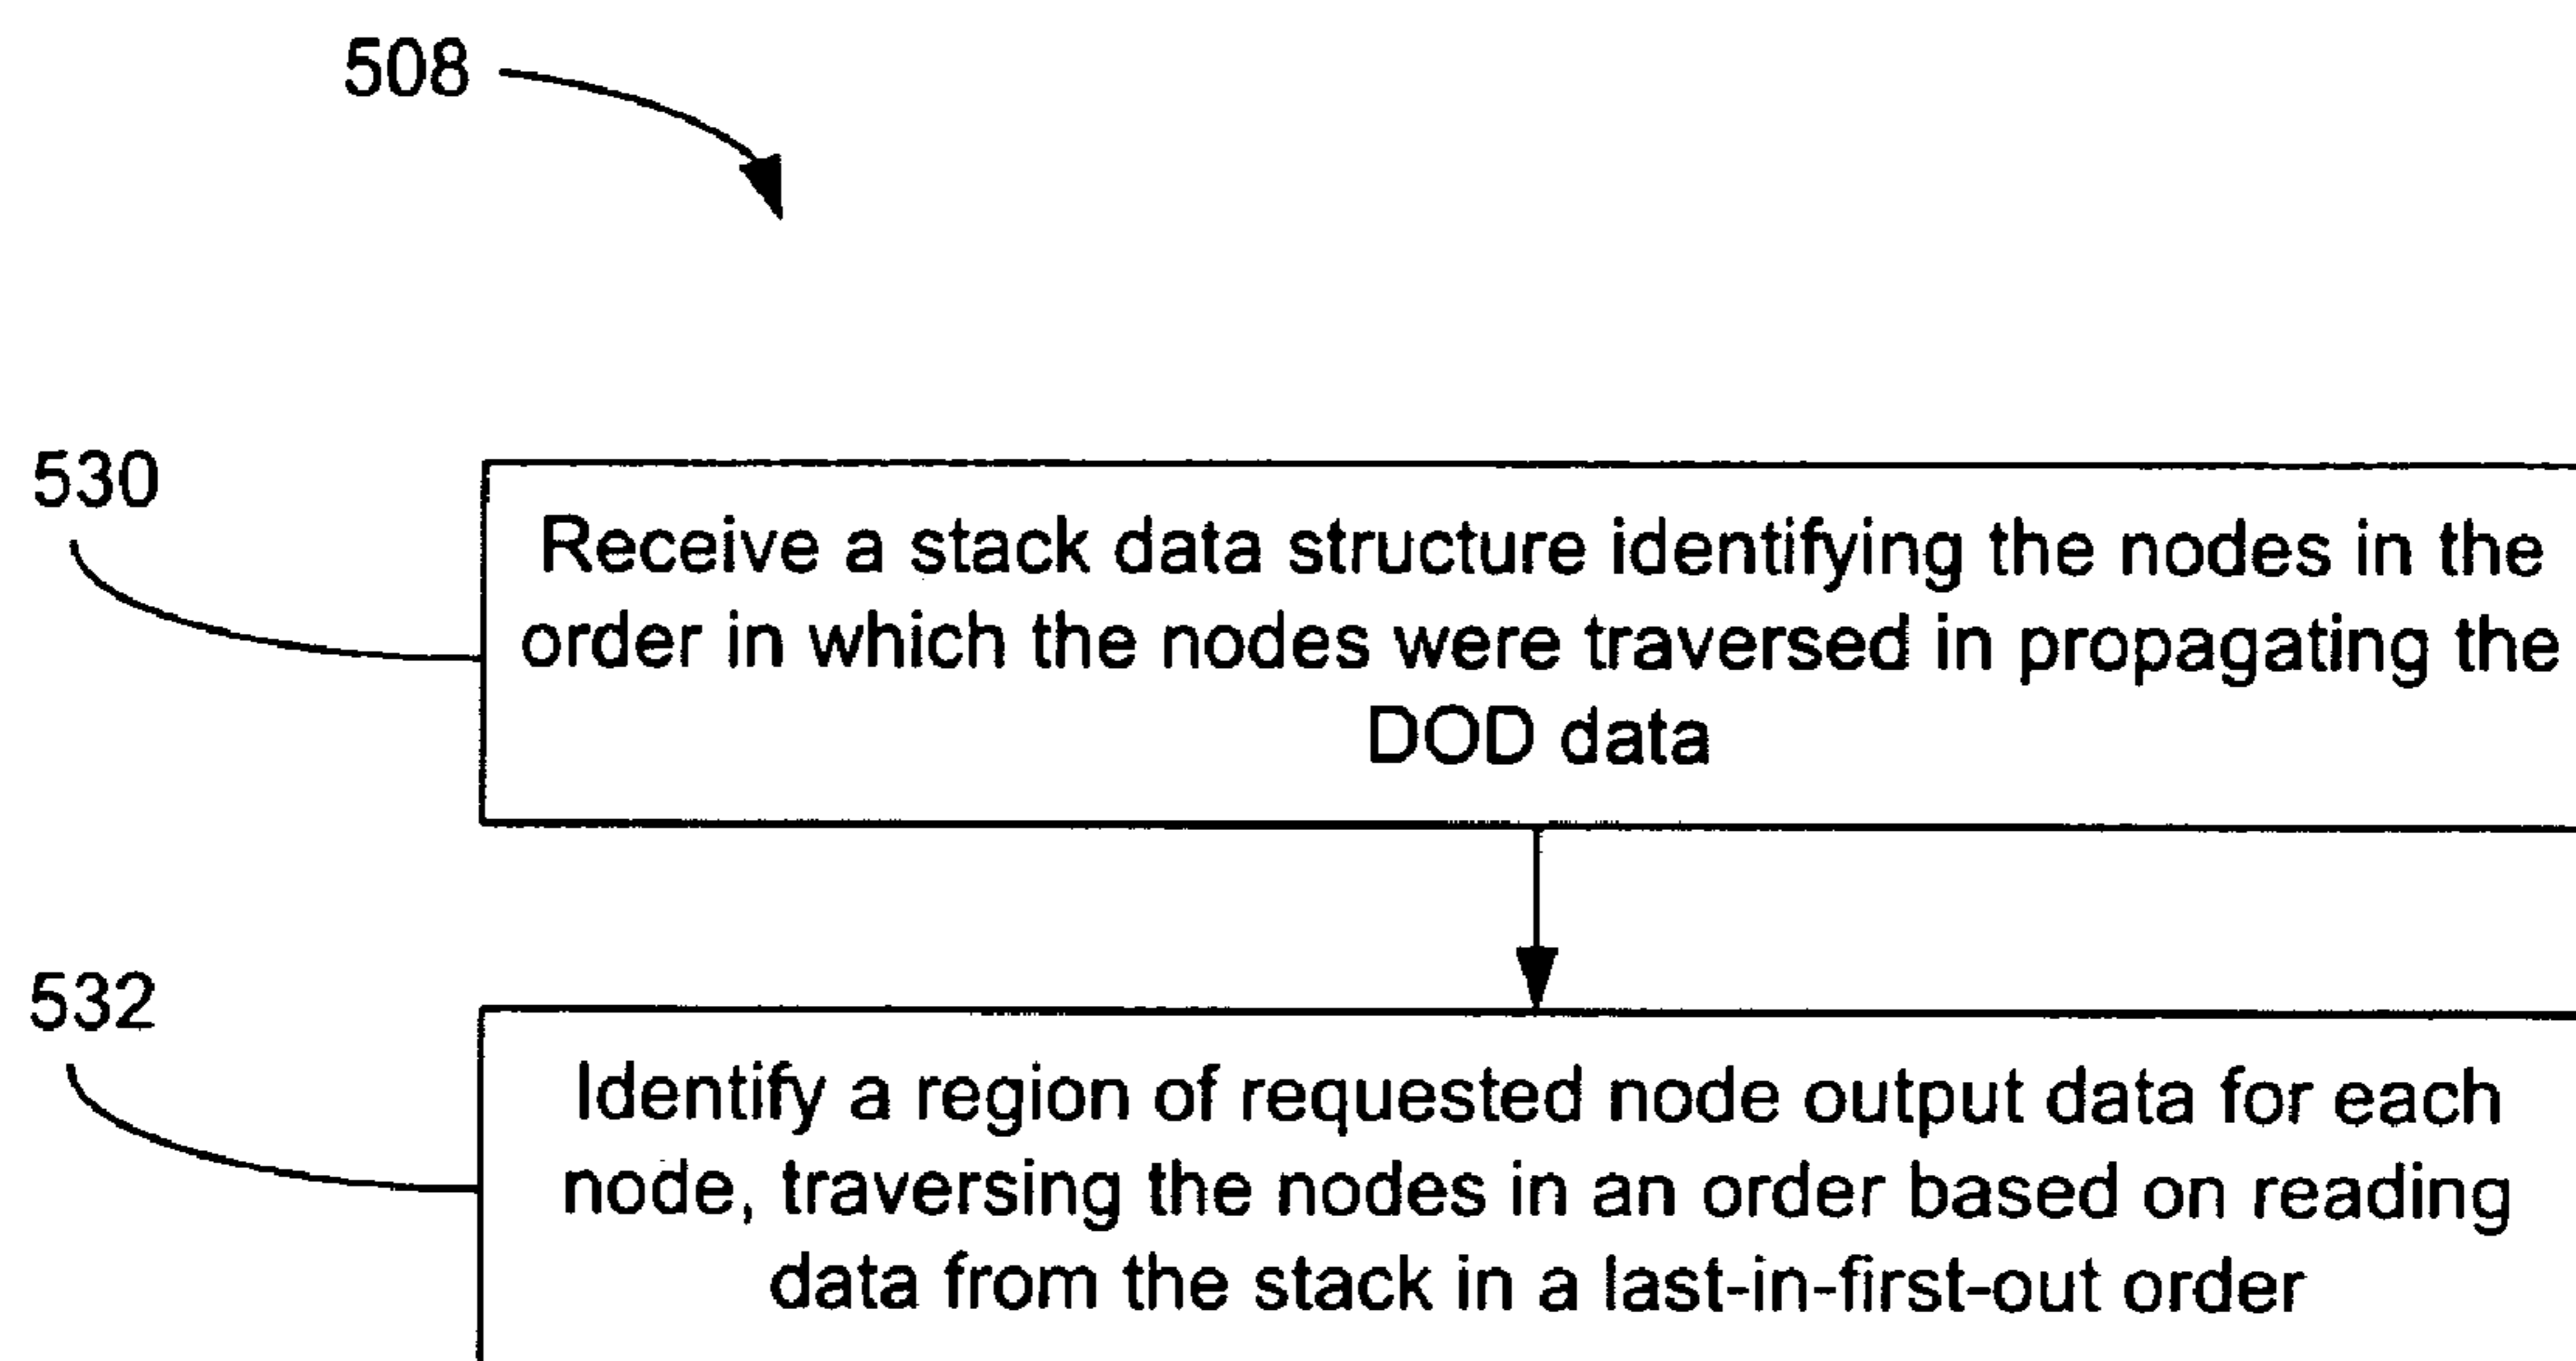 508
530
Receive a stack data structure identifying the nodes in the
order in which the nodes were traversed in propagating the
DOD data
532
Identify a region of requested node output data for each
node, traversing the nodes in an order based on reading
data from the stack in a last-in-first-out order